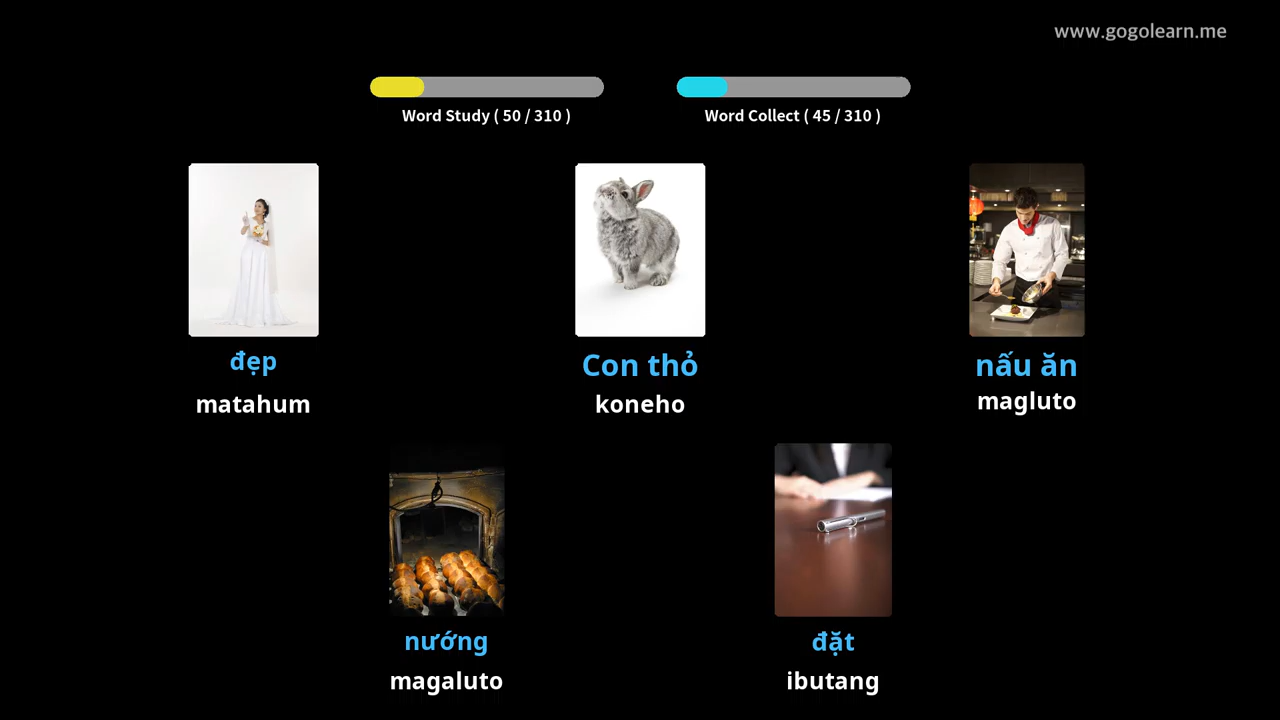 www.gogolearn.me
Word Study ( 50 / 310 )
Word Collect ( 45 / 310 )
đẹp
matahum
Con thỏ
koneho
nấu ăn
magluto
nướng
magaluto
đặt
ibutang